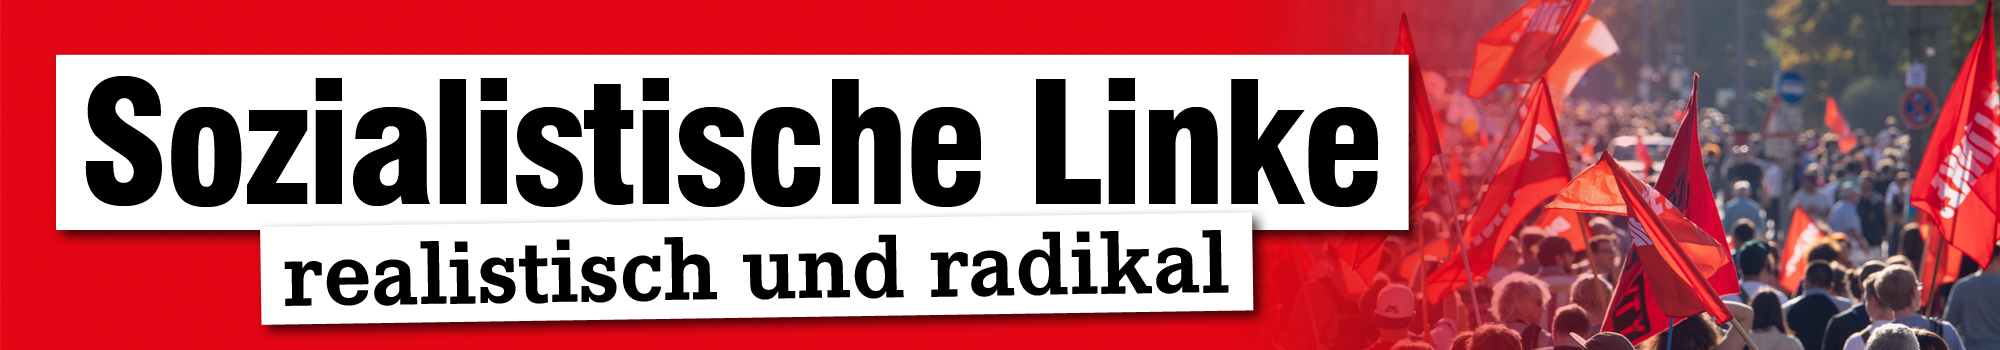 Sozialistische Linke
realistisch und radikal